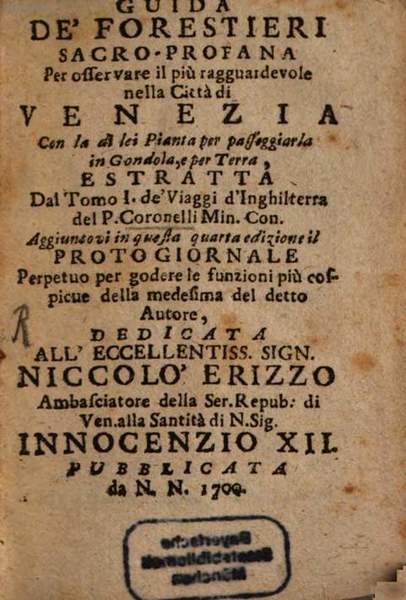 GUIDA
DE' FORESTIERI
SACRO-PROFANA
Per osservare il più ragguardevole
nella Città di
VENEZIA
Con la di lei Pianta per passeggiarla
in Gondola, e per Terra,
ESTRATTA
Dal Tomo I. de' Viaggi d'Inghilterra
del P. Coronelli Min. Con.
Aggiuntovi in questa quarta edizione il
PROTOGIORNALE
Perpetuo per godere le funzioni più cos-
picue della medesima del detto
Autore,
DEDICATA
ALL' ECCELLENTISS. SIGN.
NICCOLO' ERIZZO
Ambasciatore della Ser. Repub. di
Ven. alla Santità di N. Sig.
INNOCENZIO XII.
PUBBLICATA
da N. N. 1700.
R
Bayerische
Staatsbibliothek
München